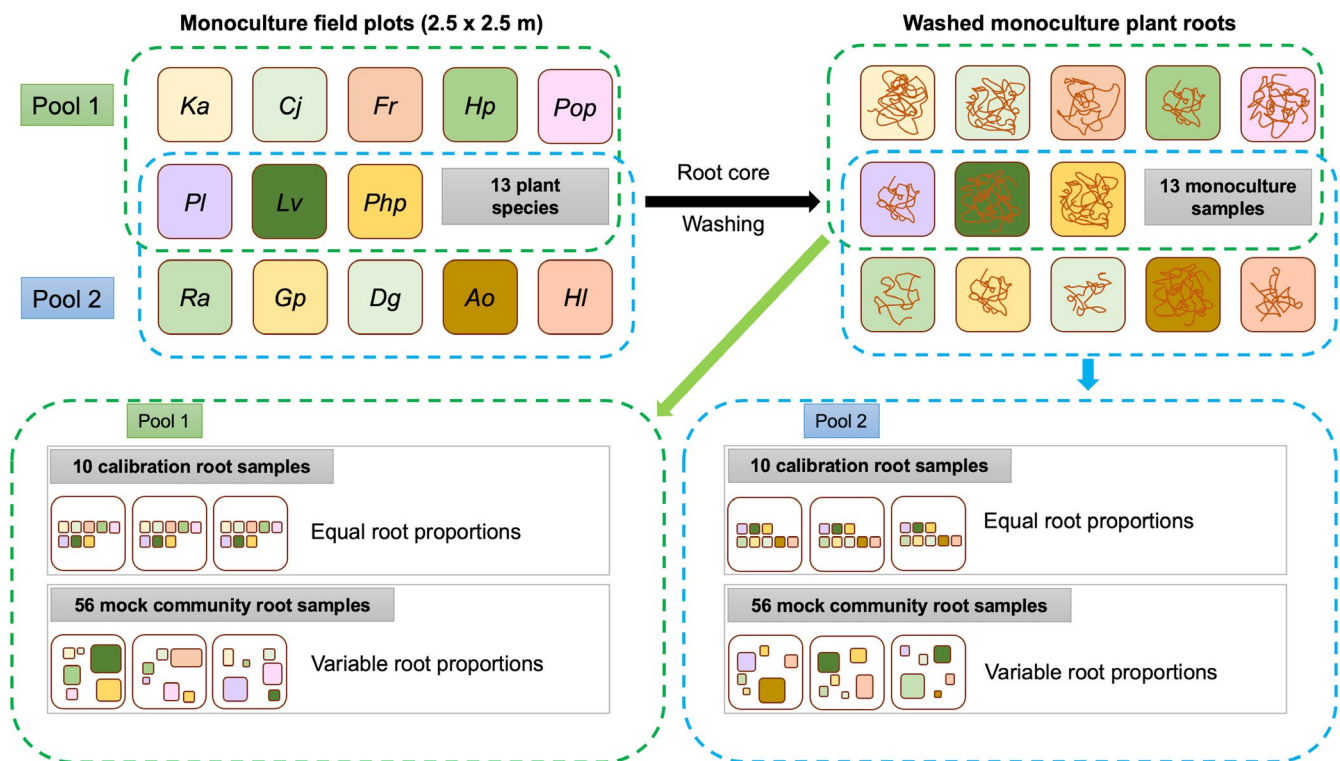 Monoculture field plots (2.5 x 2.5 m)
Washed monoculture plant roots
Pool 1
Ka
Cj
Fr
Hp
Pop
Pl
Lv
Php
13 plant
species
Root core
Washing
13 monoculture
samples
Pool 2
Ra
Gp
Dg
Ao
Hl
Pool 1
10 calibration root samples
Equal root proportions
56 mock community root samples
Variable root proportions
Pool 2
10 calibration root samples
Equal root proportions
56 mock community root samples
Variable root proportions